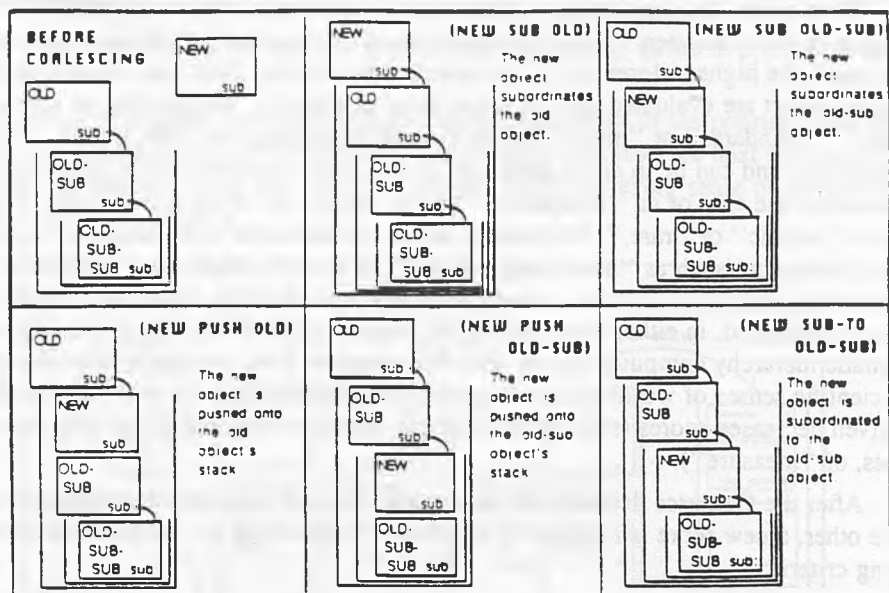 BEFORE
COALESCING
NEW
sub
OLD
sub
OLD-
SUB
sub
OLD-
SUB-
SUB sub
(NEW SUB OLD)
The new
object
subordinates
the old
object.
NEW
sub
OLD
sub
OLD-
SUB
sub
OLD-
SUB-
SUB sub
(NEW SUB OLD-SUB)
The new
object
subordinates
the old-sub
object.
OLD
sub
NEW
sub
OLD-
SUB
sub
OLD-
SUB-
SUB sub
(NEW PUSH OLD)
The new
object is
pushed onto
the old
object's
stack
OLD
sub
NEW
sub
OLD-
SUB
sub
OLD-
SUB-
SUB sub
(NEW PUSH
OLD-SUB)
The new
object is
pushed onto
the old-sub
object's
stack
OLD
sub
OLD-
SUB
sub
NEW
sub
OLD-
SUB-
SUB sub
(NEW SUB-TO
OLD-SUB)
The new
object is
subordinated
to the
old-sub
object
OLD
sub
OLD-
SUB
sub
NEW
sub
OLD-
SUB-
SUB sub